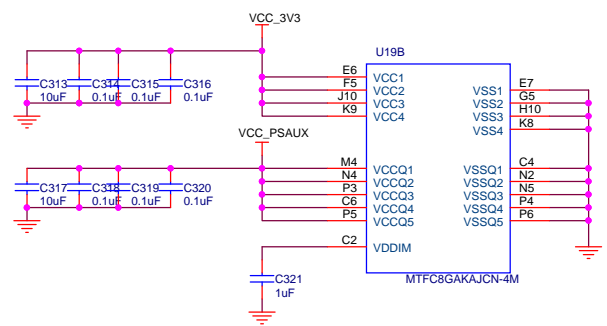 VCC_3V3
U19B
C313
10uF
C314
0.1uF
C315
0.1uF
C316
0.1uF
E6 VCC1
F5 VCC2
J10 VCC3
K9 VCC4
VSS1 E7
VSS2 G5
VSS3 H10
VSS4 K8
VCC_PSAUX
C317
10uF
C318
0.1uF
C319
0.1uF
C320
0.1uF
M4 VCCQ1
N4 VCCQ2
P3 VCCQ3
C6 VCCQ4
P5 VCCQ5
VSSQ1 C4
VSSQ2 N2
VSSQ3 N5
VSSQ4 P4
VSSQ5 P6
C2 VDDIM
C321
1uF
MTFC8GAKAJCN-4M